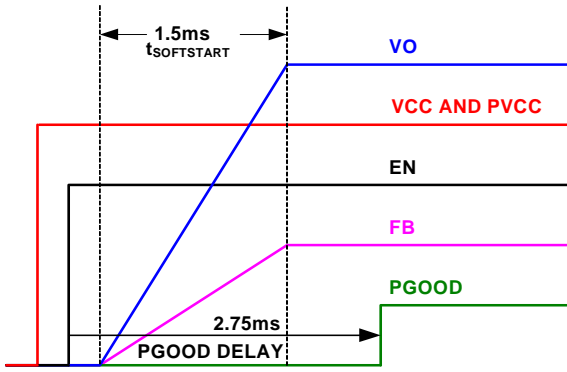 1.5ms
tSOFTSTART
VO
VCC AND PVCC
EN
FB
PGOOD
2.75ms
PGOOD DELAY